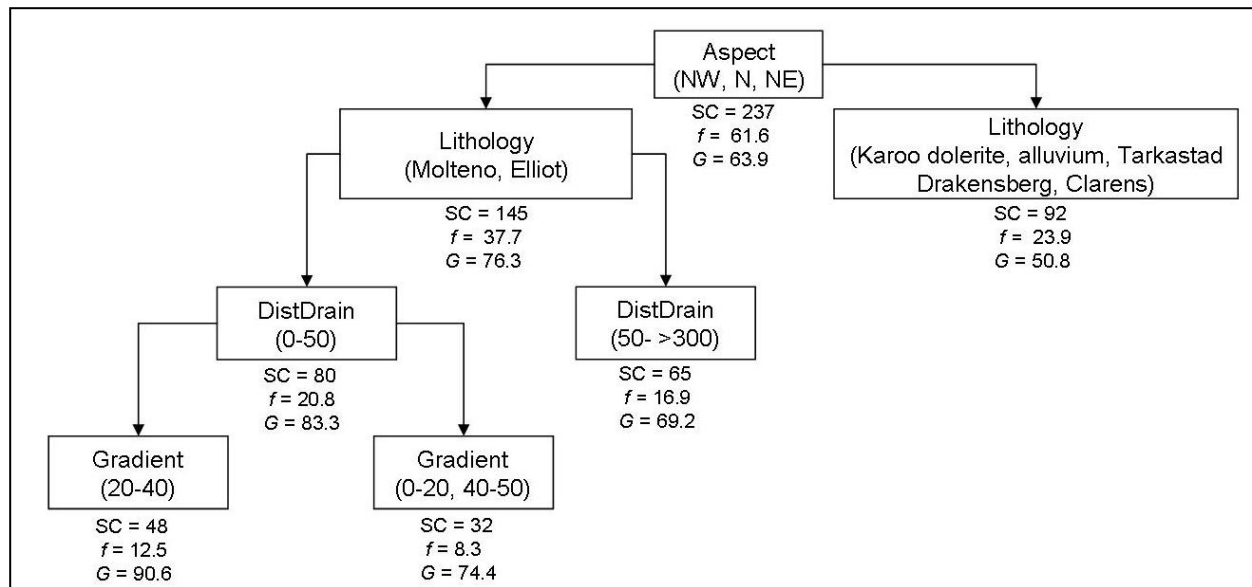 Aspect
(NW, N, NE)
SC = 237
f = 61.6
G = 63.9
Lithology
(Molteno, Elliot)
SC = 145
f = 37.7
G = 76.3
Lithology
(Karoo dolerite, alluvium, Tarkastad
Drakensberg, Clarens)
SC = 92
f = 23.9
G = 50.8
DistDrain
(0-50)
SC = 80
f = 20.8
G = 83.3
DistDrain
(50- >300)
SC = 65
f = 16.9
G = 69.2
Gradient
(20-40)
SC = 48
f = 12.5
G = 90.6
Gradient
(0-20, 40-50)
SC = 32
f = 8.3
G = 74.4